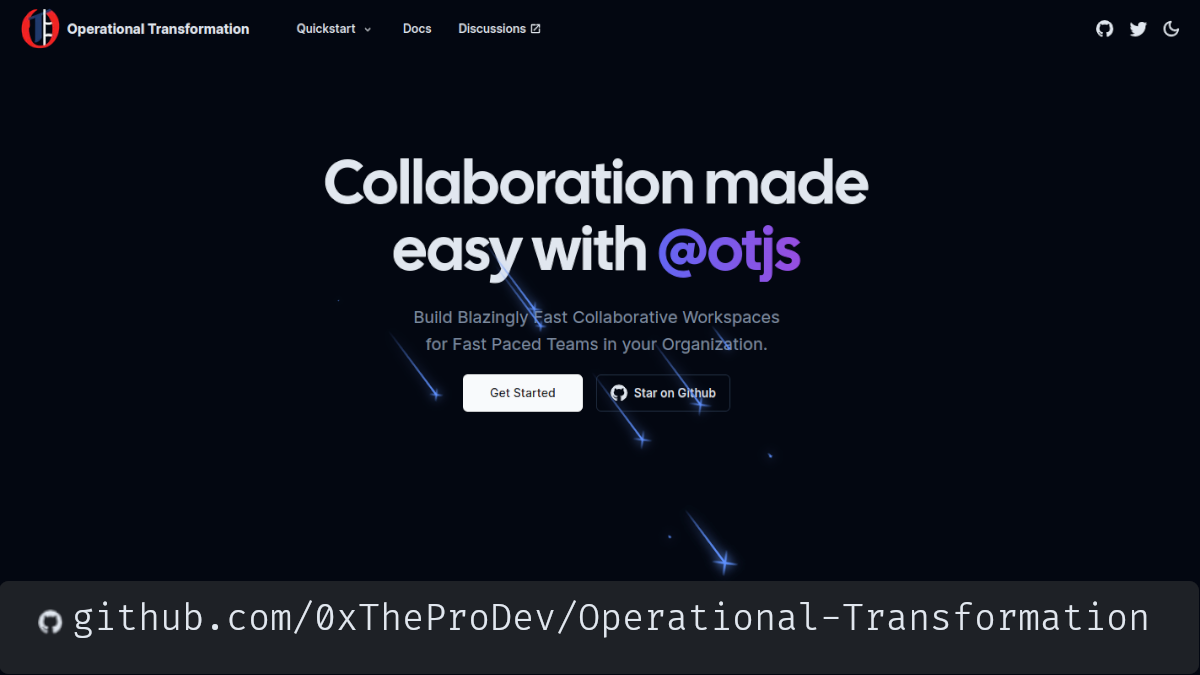 Operational Transformation Quickstart Docs Discussions
Collaboration made
easy with @otjs
Build Blazingly Fast Collaborative Workspaces
for Fast Paced Teams in your Organization.
Get Started Star on Github
github.com/0xTheProDev/Operational-Transformation